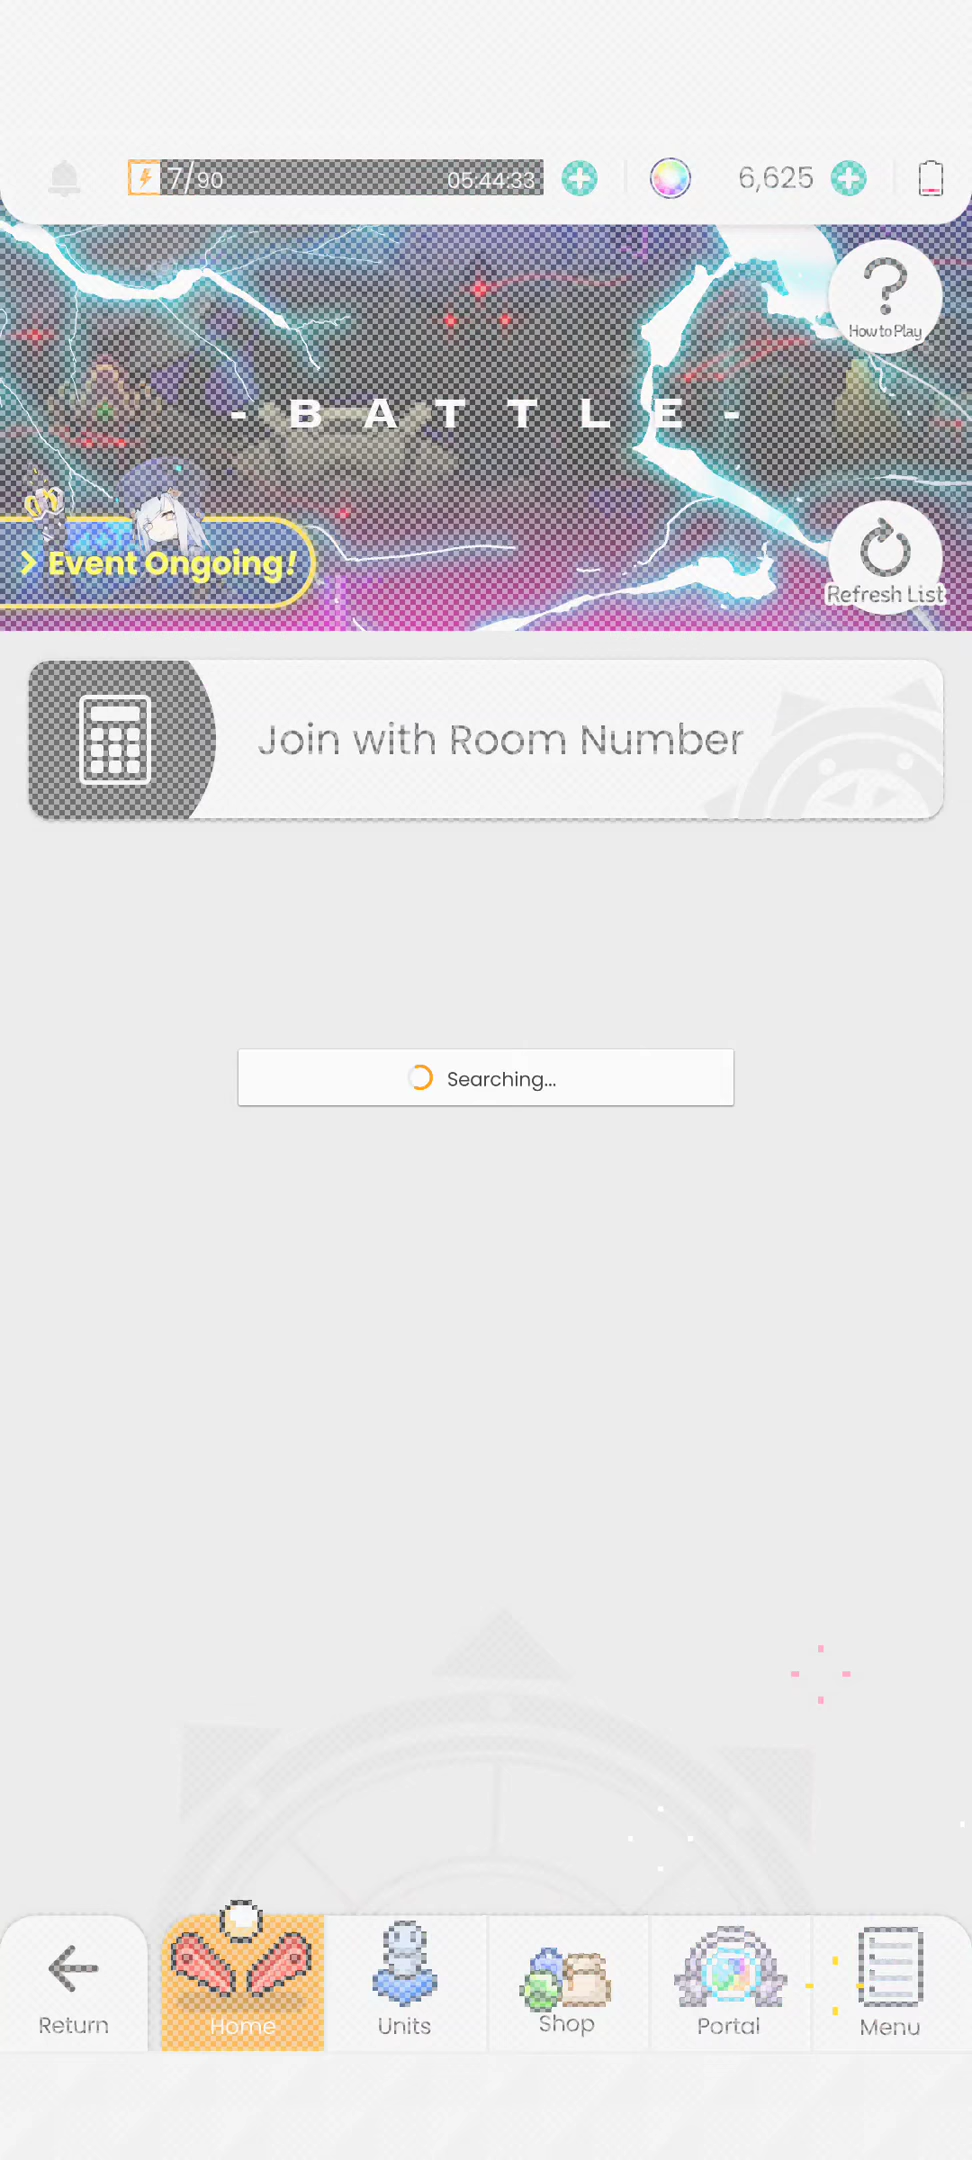 7/90
05:44:33
6,625
How to Play
- BATTLE -
> Event Ongoing!
Refresh List
Join with Room Number
Searching...
Return
Home
Units
Shop
Portal
Menu